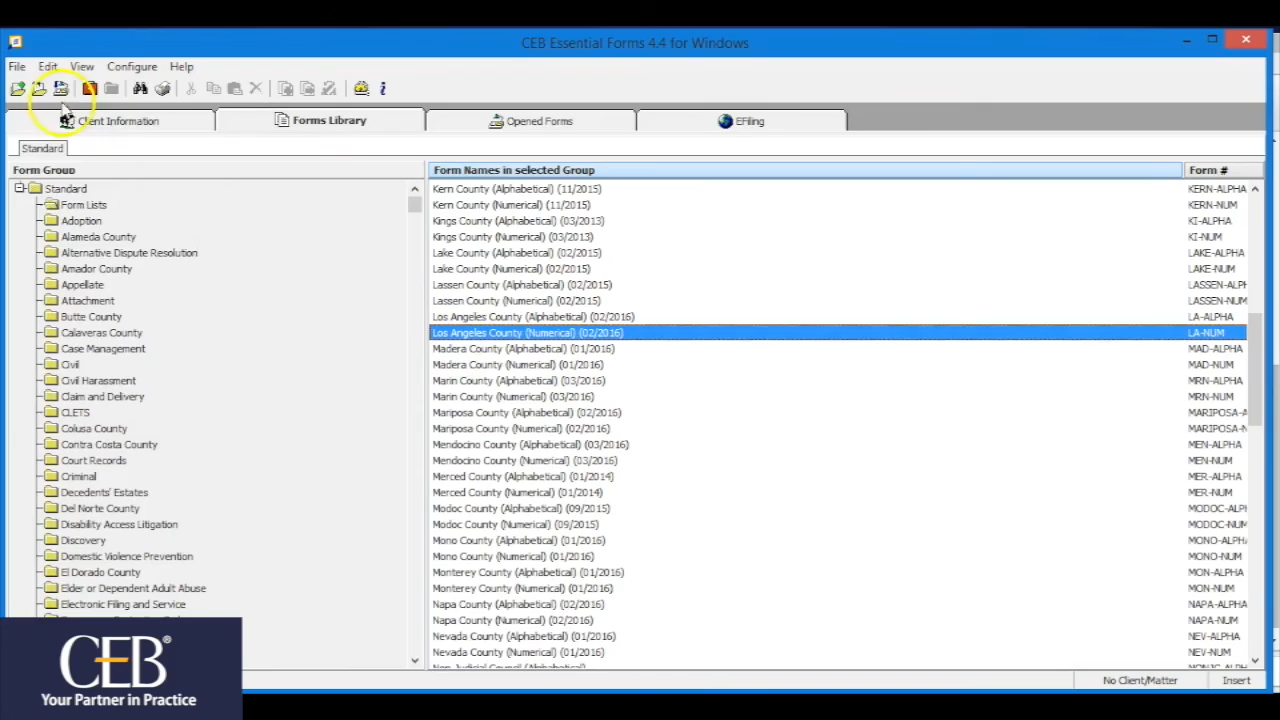 CEB Essential Forms 4.4 for Windows
File Edit View Configure Help
Client Information Forms Library Opened Forms EFiling
Standard
Form Group Form Names in selected Group Form #
Standard
Form Lists
Adoption
Alameda County
Alternative Dispute Resolution
Amador County
Appellate
Attachment
Butte County
Calaveras County
Case Management
Civil
Civil Harassment
Claim and Delivery
CLETS
Colusa County
Contra Costa County
Court Records
Criminal
Decedents' Estates
Del Norte County
Disability Access Litigation
Discovery
Domestic Violence Prevention
El Dorado County
Elder or Dependent Adult Abuse
Electronic Filing and Service
Kern County (Alphabetical) (11/2015) KERN-ALPHA
Kern County (Numerical) (11/2015) KERN-NUM
Kings County (Alphabetical) (03/2013) KI-ALPHA
Kings County (Numerical) (03/2013) KI-NUM
Lake County (Alphabetical) (02/2015) LAKE-ALPHA
Lake County (Numerical) (02/2015) LAKE-NUM
Lassen County (Alphabetical) (02/2015) LASSEN-ALPH
Lassen County (Numerical) (02/2015) LASSEN-NUM
Los Angeles County (Alphabetical) (02/2016) LA-ALPHA
Los Angeles County (Numerical) (02/2016) LA-NUM
Madera County (Alphabetical) (01/2016) MAD-ALPHA
Madera County (Numerical) (01/2016) MAD-NUM
Marin County (Alphabetical) (03/2016) MRN-ALPHA
Marin County (Numerical) (03/2016) MRN-NUM
Mariposa County (Alphabetical) (02/2016) MARIPOSA-A
Mariposa County (Numerical) (02/2016) MARIPOSA-N
Mendocino County (Alphabetical) (03/2016) MEN-ALPHA
Mendocino County (Numerical) (03/2016) MEN-NUM
Merced County (Alphabetical) (01/2014) MER-ALPHA
Merced County (Numerical) (01/2014) MER-NUM
Modoc County (Alphabetical) (09/2015) MODOC-ALPH
Modoc County (Numerical) (09/2015) MODOC-NUM
Mono County (Alphabetical) (01/2016) MONO-ALPHA
Mono County (Numerical) (01/2016) MONO-NUM
Monterey County (Alphabetical) (01/2016) MON-ALPHA
Monterey County (Numerical) (01/2016) MON-NUM
Napa County (Alphabetical) (02/2016) NAPA-ALPHA
Napa County (Numerical) (02/2016) NAPA-NUM
Nevada County (Alphabetical) (01/2016) NEV-ALPHA
Nevada County (Numerical) (01/2016) NEV-NUM
CEB®
Your Partner in Practice
No Client/Matter Insert